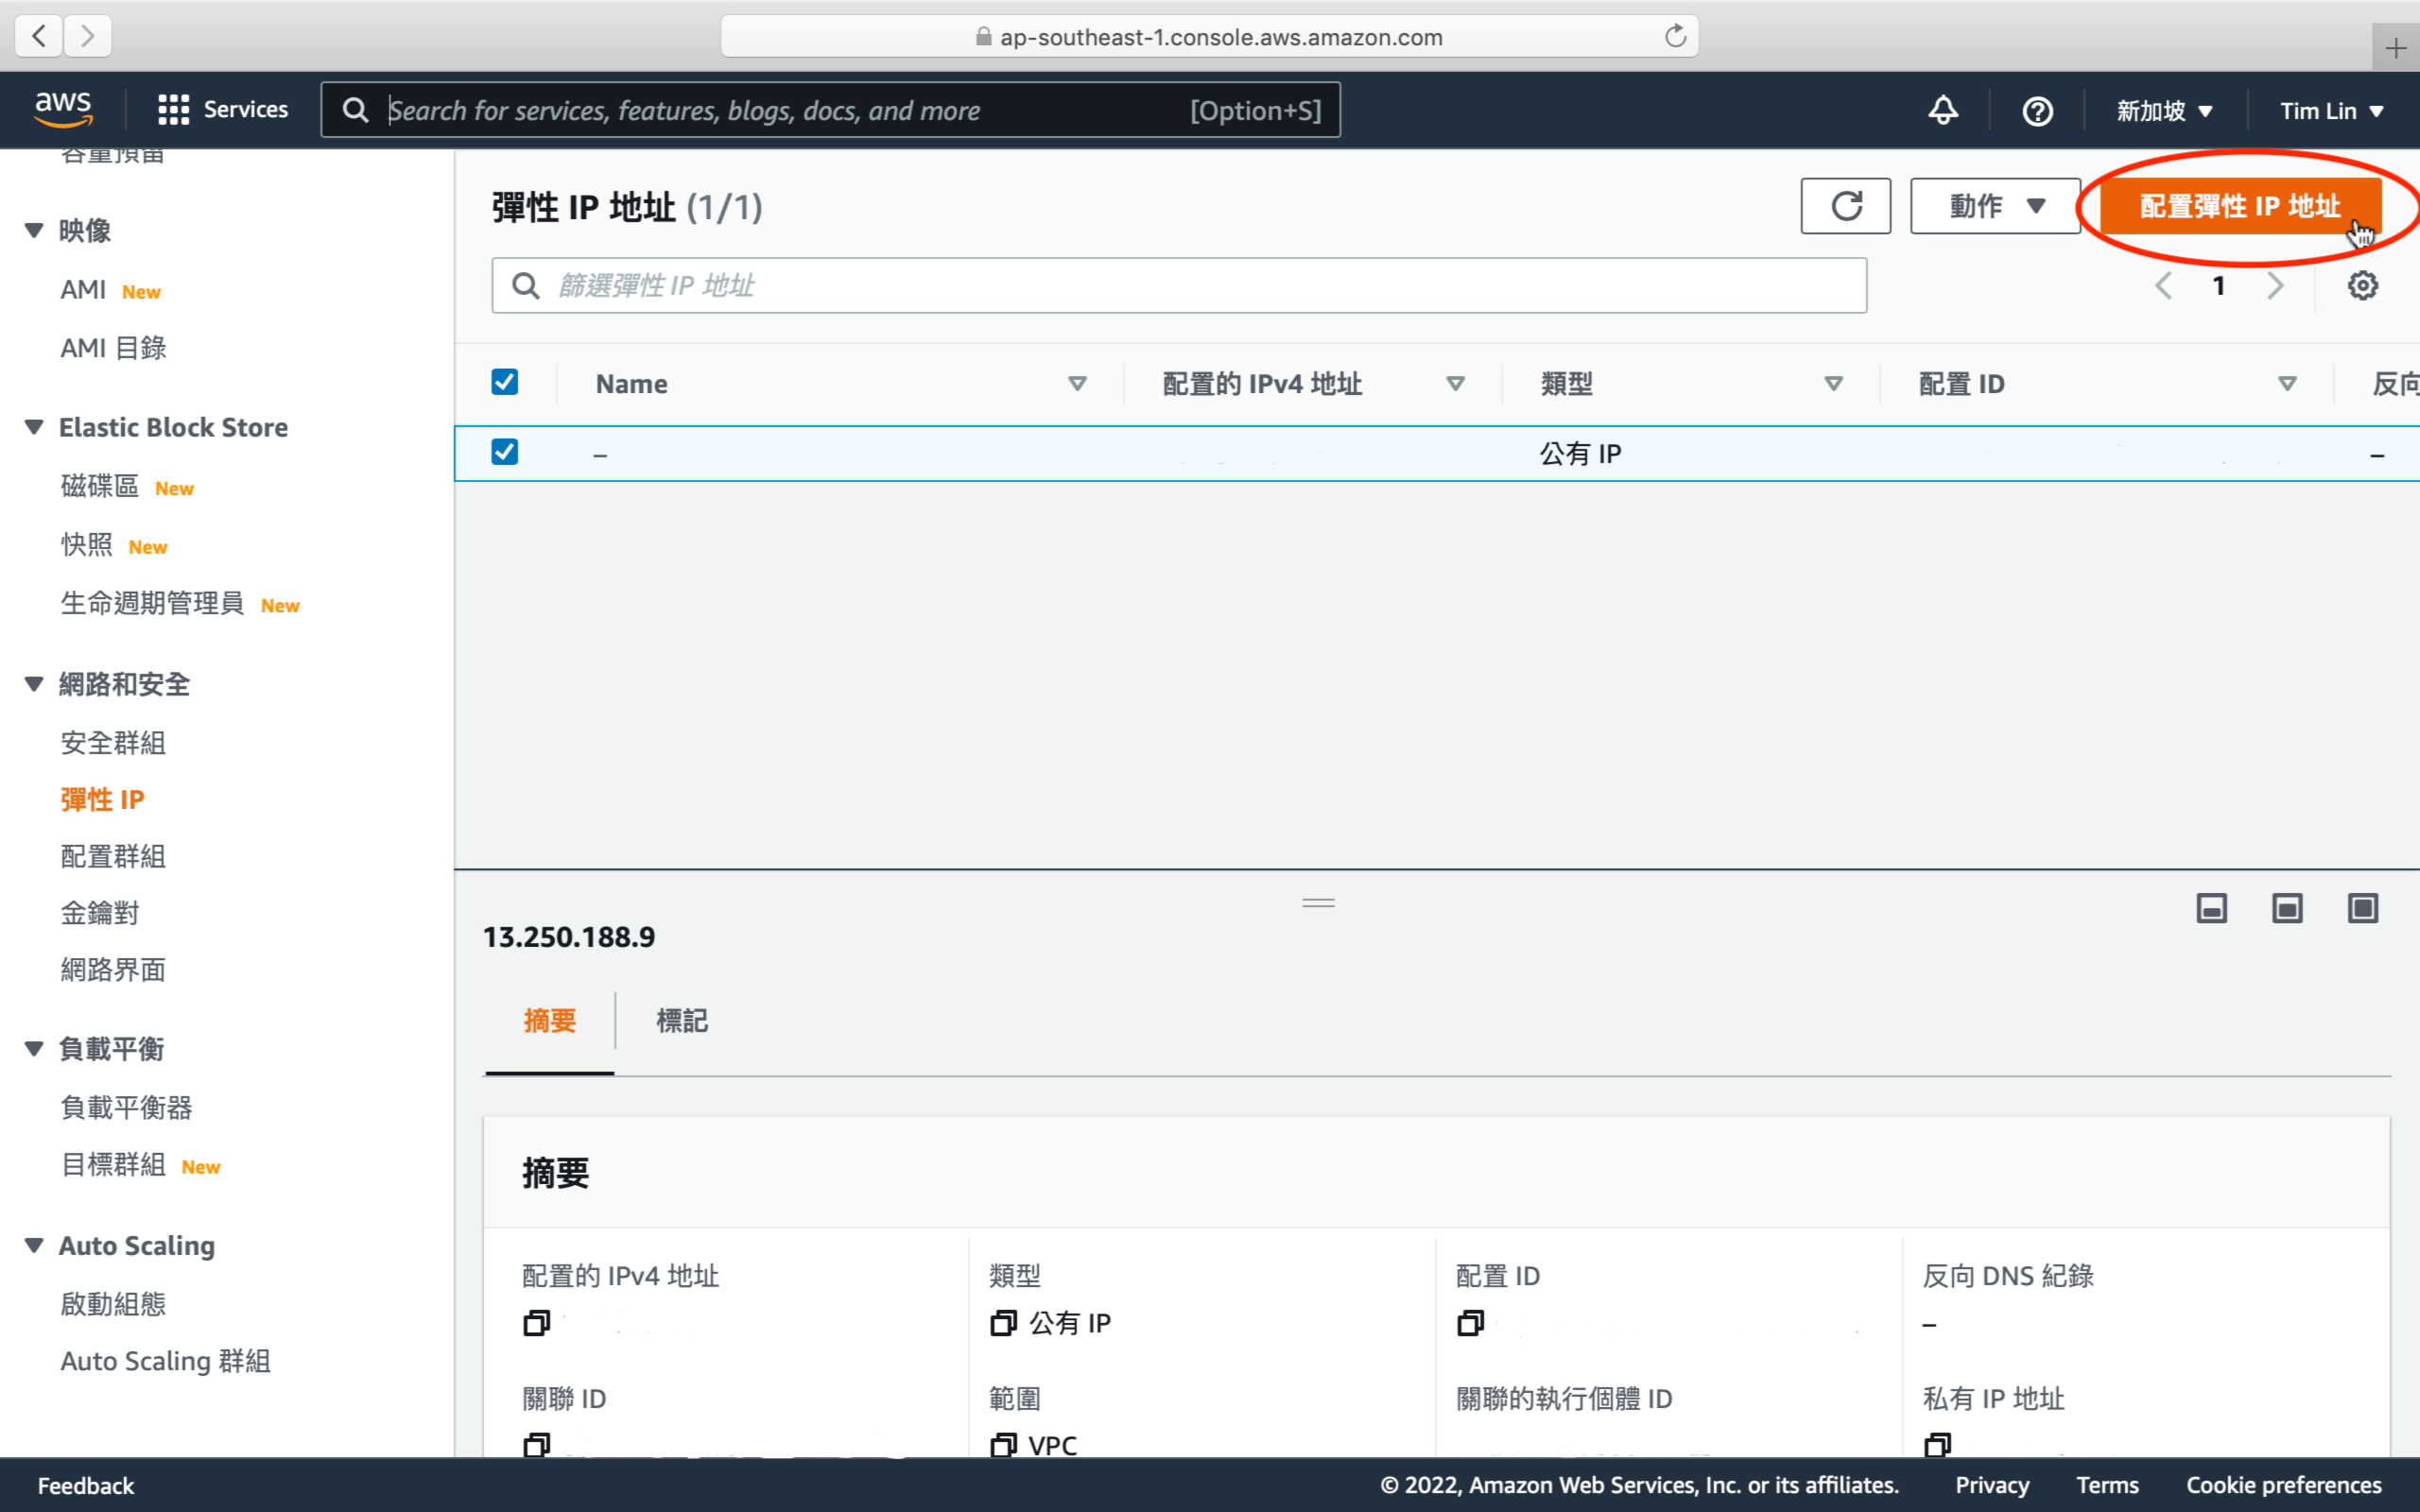 ap-southeast-1.console.aws.amazon.com
aws
Services
Search for services, features, blogs, docs, and more
[Option+S]
新加坡
Tim Lin
容量預留
映像
AMI New
AMI 目錄
Elastic Block Store
磁碟區 New
快照 New
生命週期管理員 New
網路和安全
安全群組
彈性 IP
配置群組
金鑰對
網路界面
負載平衡
負載平衡器
目標群組 New
Auto Scaling
啟動組態
Auto Scaling 群組
彈性 IP 地址 (1/1)
動作
配置彈性 IP 地址
篩選彈性 IP 地址
1
Name
配置的 IPv4 地址
類型
配置 ID
反向
–
公有 IP
–
13.250.188.9
摘要
標記
摘要
配置的 IPv4 地址
類型
配置 ID
反向 DNS 紀錄
公有 IP
–
關聯 ID
範圍
關聯的執行個體 ID
私有 IP 地址
VPC
Feedback
© 2022, Amazon Web Services, Inc. or its affiliates.
Privacy
Terms
Cookie preferences